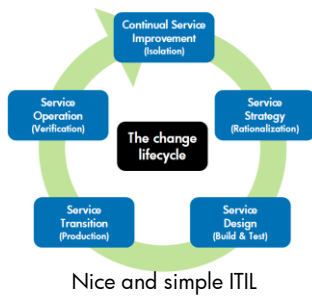 Continual Service
Improvement
(Isolation)
Service
Strategy
(Rationalization)
Service
Design
(Build & Test)
Service
Transition
(Production)
Service
Operation
(Verification)
The change
lifecycle
Nice and simple ITIL